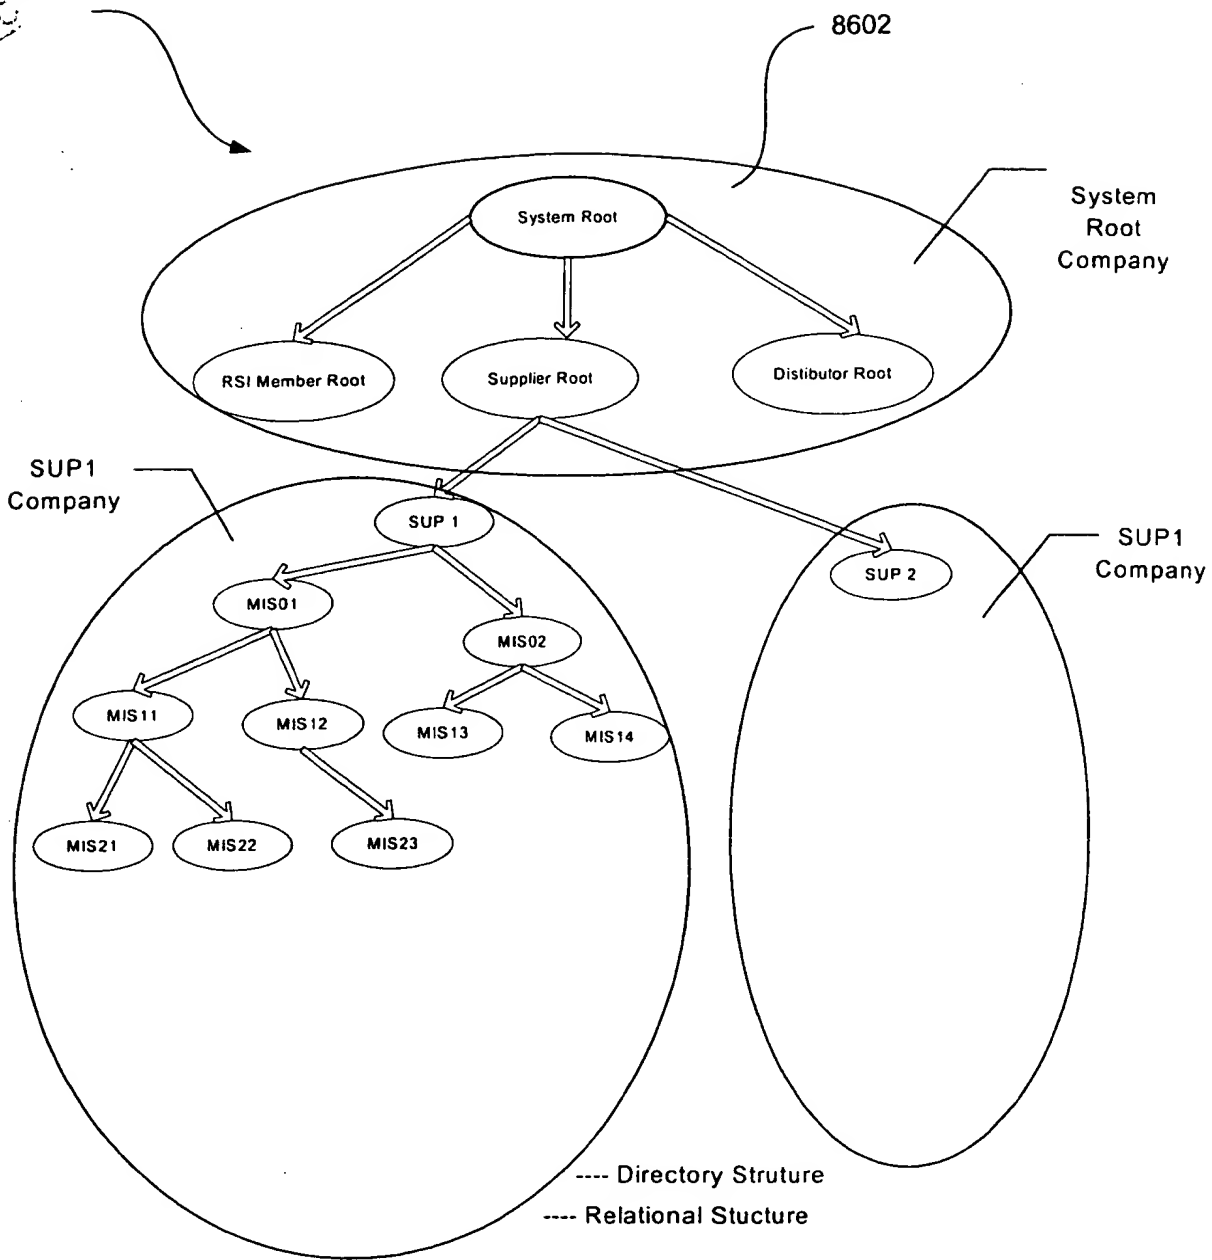 8602
System
Root
Company
System Root
RSI Member Root
Supplier Root
Distibutor Root
SUP1
Company
SUP 1
SUP1
Company
SUP 2
MIS01
MIS02
MIS11
MIS12
MIS13
MIS14
MIS21
MIS22
MIS23
---- Directory Struture
---- Relational Stucture